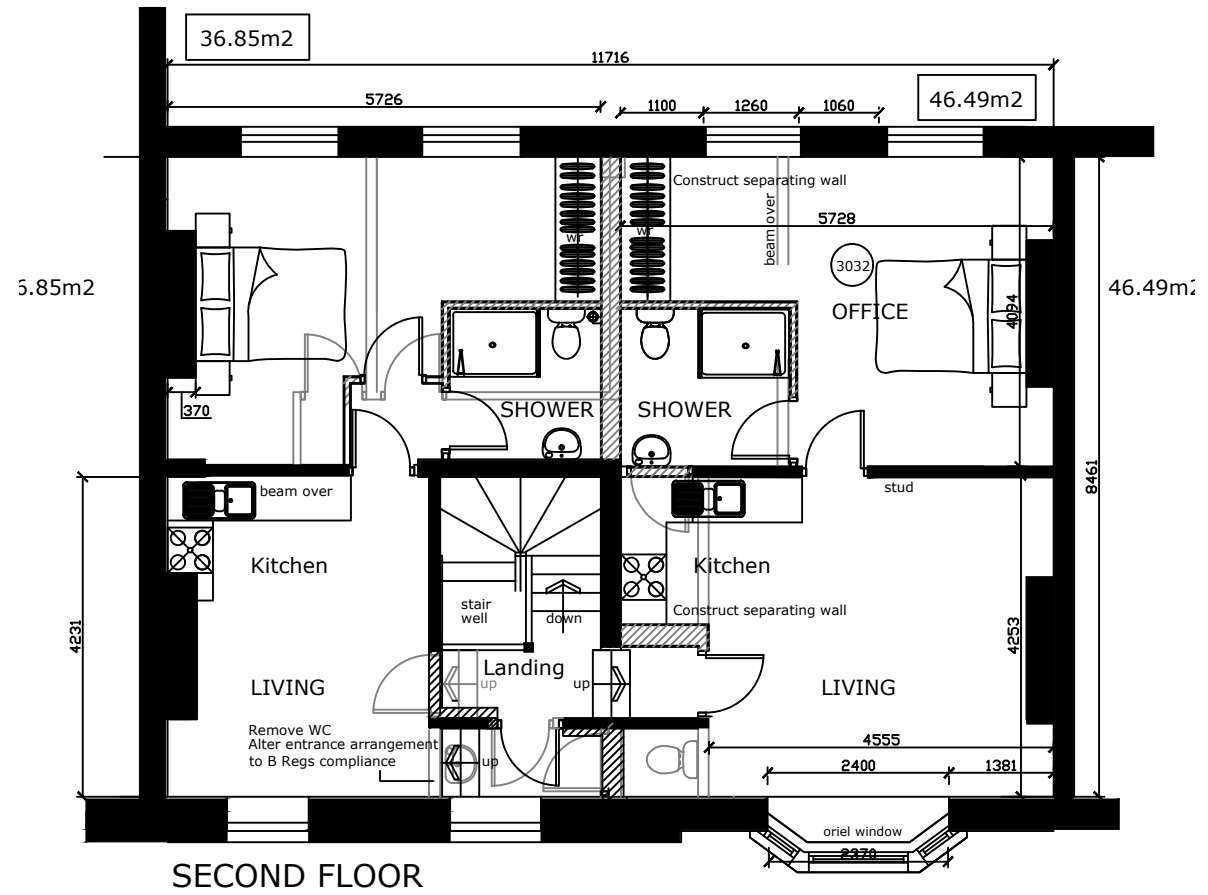 36.85m2
11716
5726
1100
1260
1060
46.49m2
Construct separating wall
wr
wr
beam over
5728
3032
OFFICE
4094
46.49m2
370
SHOWER
SHOWER
beam over
stud
8461
Kitchen
Kitchen
stair
well
down
Construct separating wall
4231
4253
Landing
up
up
LIVING
LIVING
Remove WC
Alter entrance arrangement
to B Regs compliance
up
4555
2400
1381
oriel window
2370
SECOND FLOOR